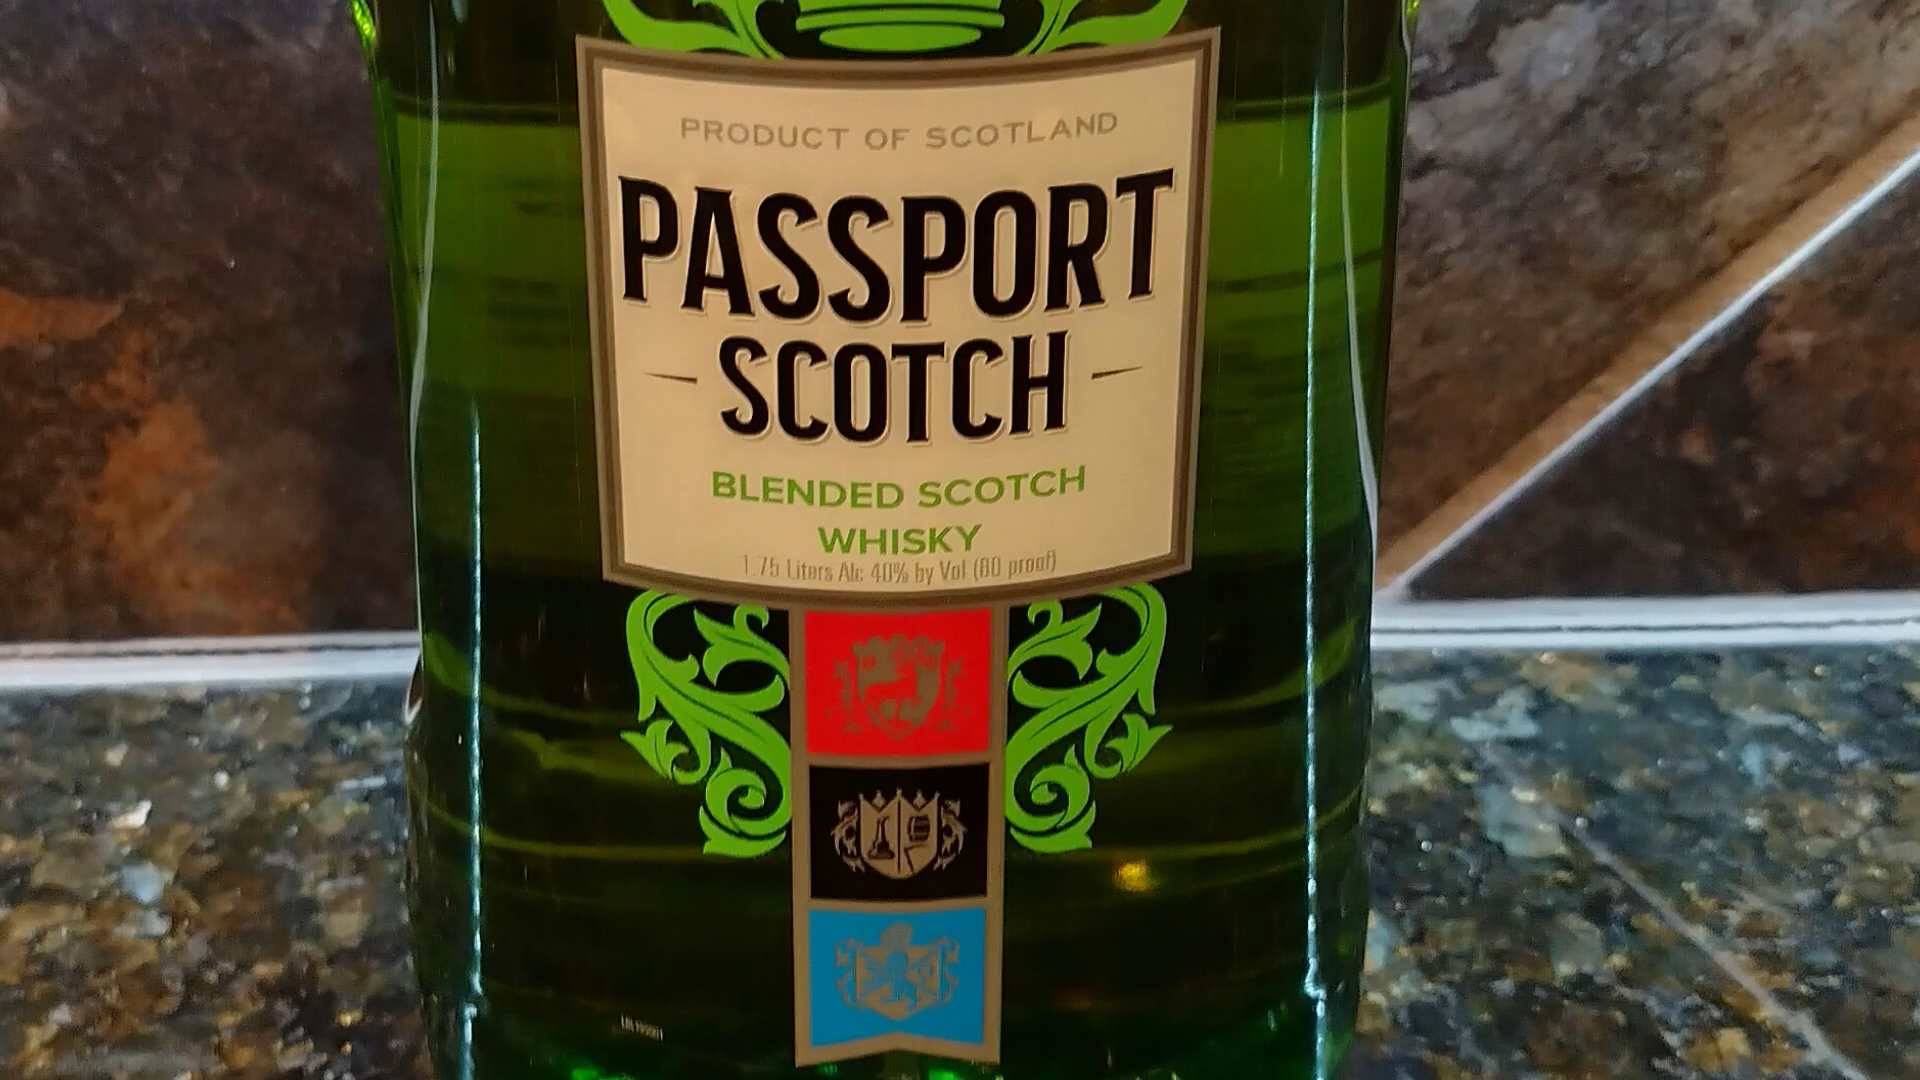 PRODUCT OF SCOTLAND
PASSPORT
SCOTCH
BLENDED SCOTCH
WHISKY
1.75 Liters Alc 40% by Vol (80 proof)